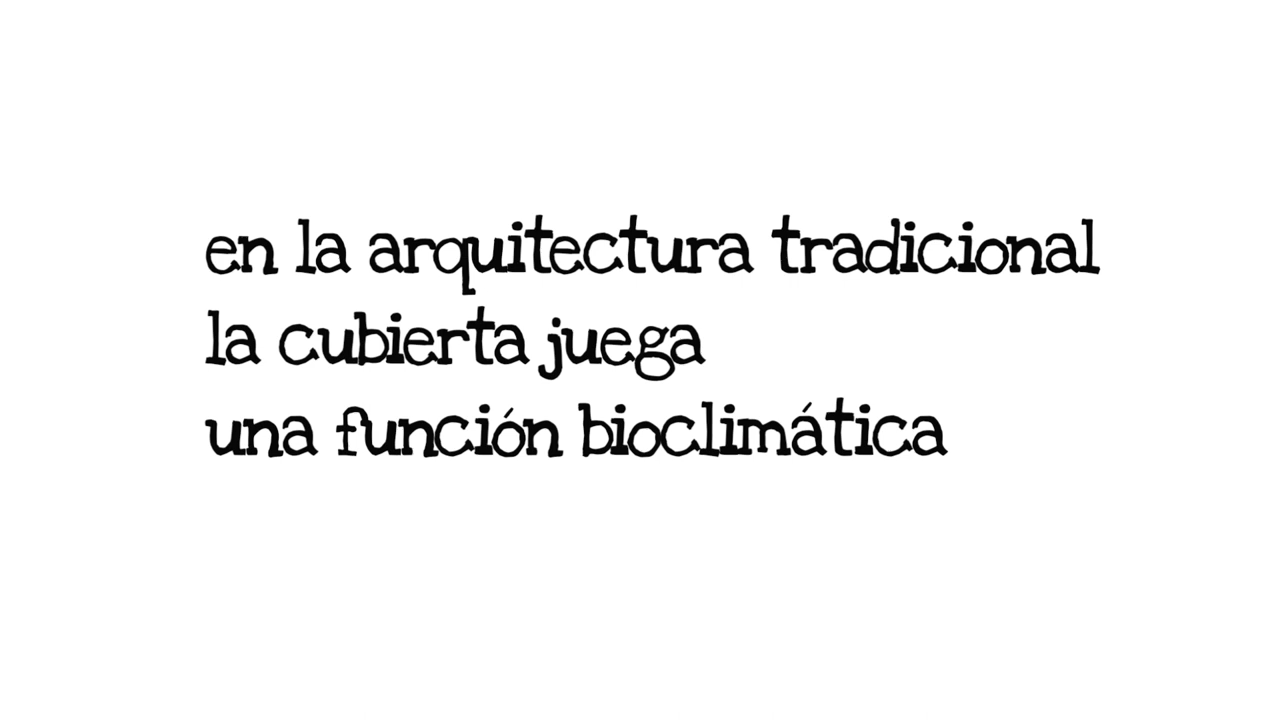 en la arquitectura tradicional
la cubierta juega
una función bioclimática